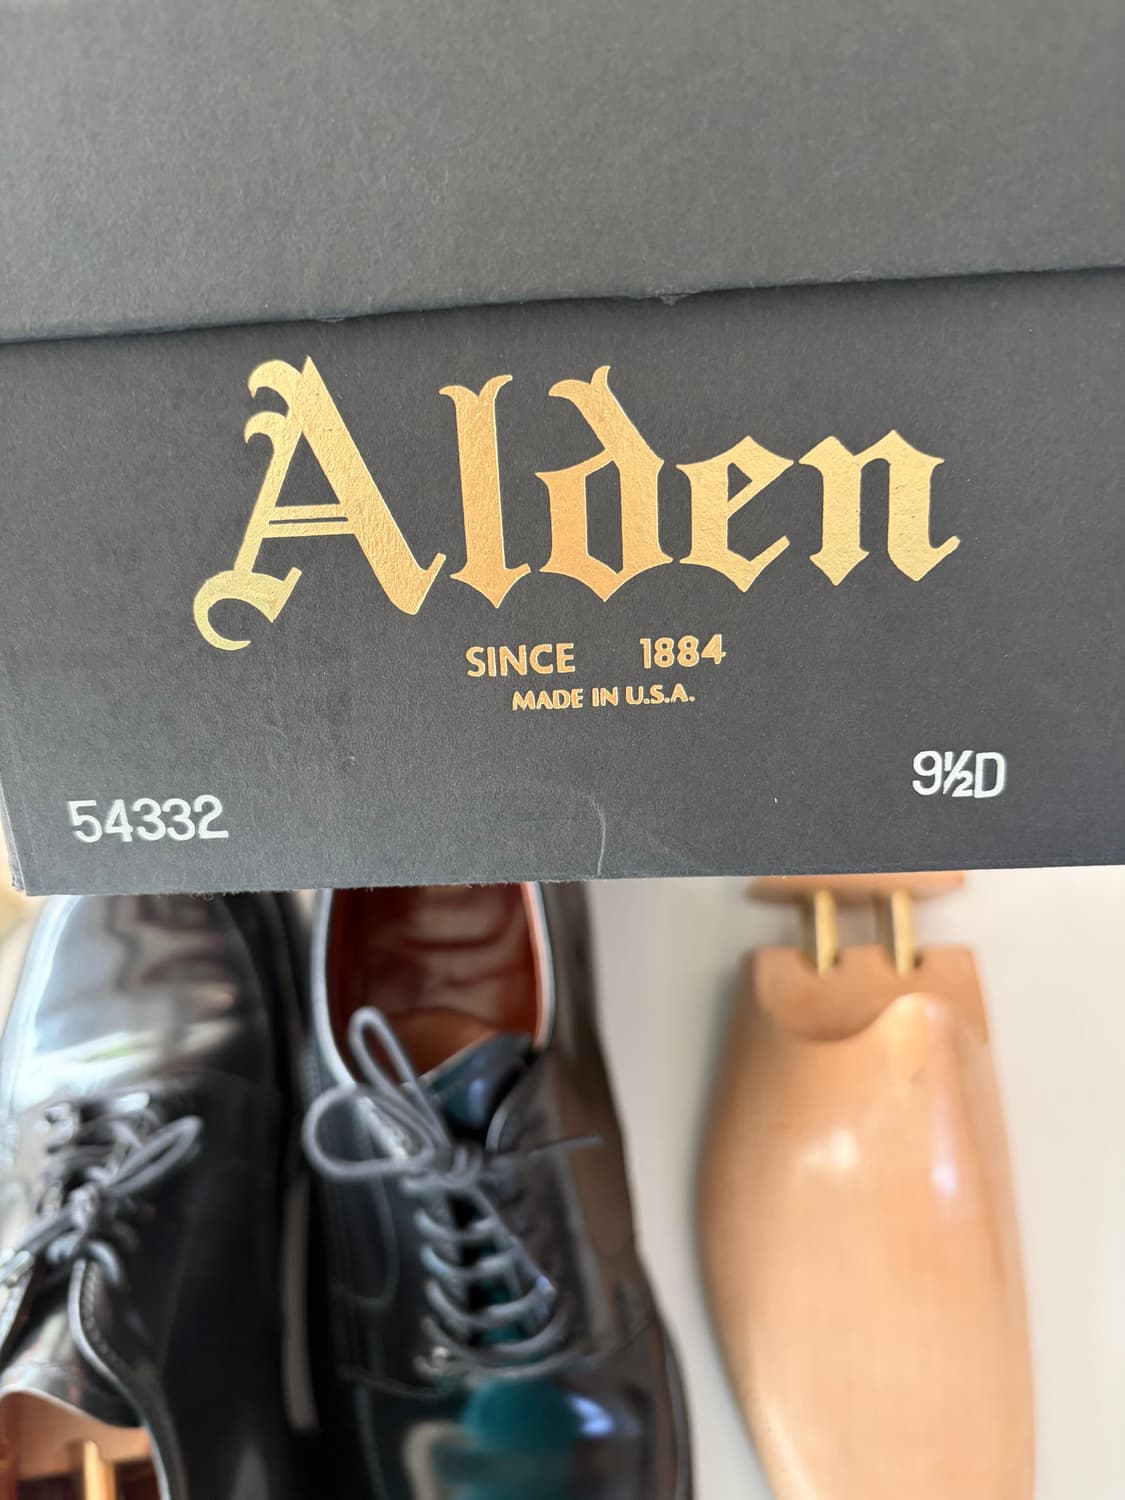 Alden
SINCE 1884
MADE IN U.S.A.
9½D
54332